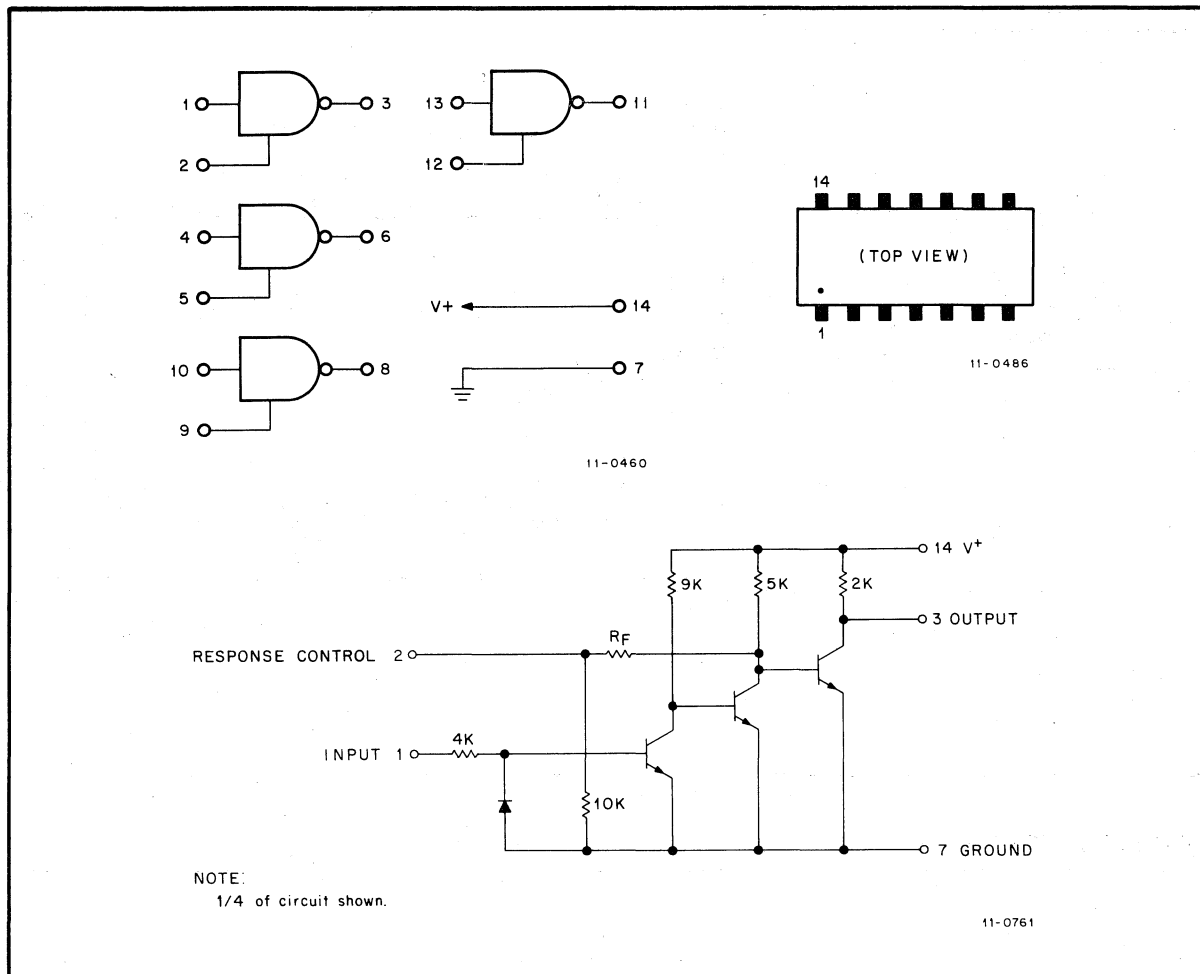 1 3
2
13 11
12
4 6
5
10 8
9
V+ 14
7
11-0460
14
(TOP VIEW)
1
11-0486
14 V+
9K 5K 2K
3 OUTPUT
RF
RESPONSE CONTROL 2
4K
INPUT 1
10K
7 GROUND
NOTE:
1/4 of circuit shown.
11-0761